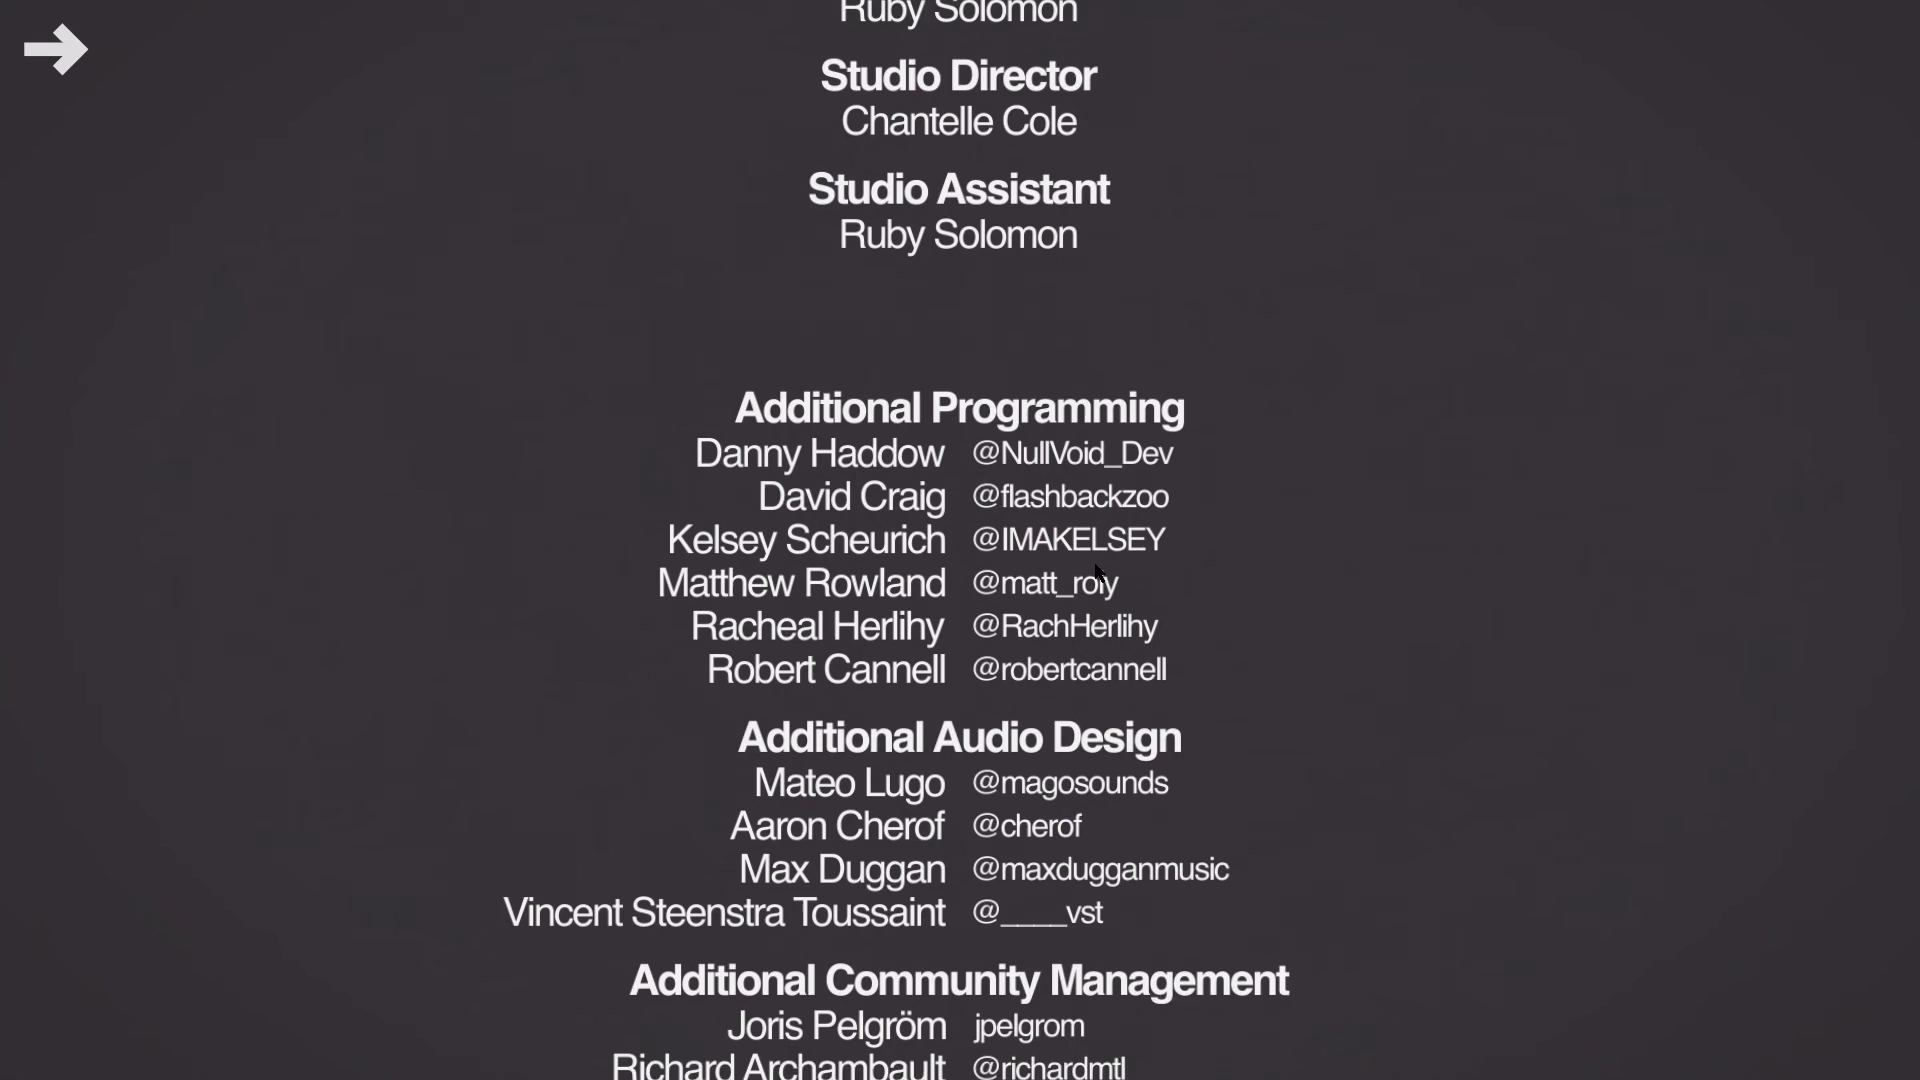 Ruby Solomon
Studio Director
Chantelle Cole
Studio Assistant
Ruby Solomon
Additional Programming
Danny Haddow @NullVoid_Dev
David Craig @flashbackzoo
Kelsey Scheurich @IMAKELSEY
Matthew Rowland
Racheal Herlihy @RachHerlihy
Robert Cannell @robertcannell
Additional Audio Design
Mateo Lugo @magosounds
Aaron Cherof @cherof
Max Duggan @maxdugganmusic
Vincent Steenstra Toussaint @____vst
Additional Community Management
Joris Pelgröm jpelgrom
Richard Archambault @richardmtl